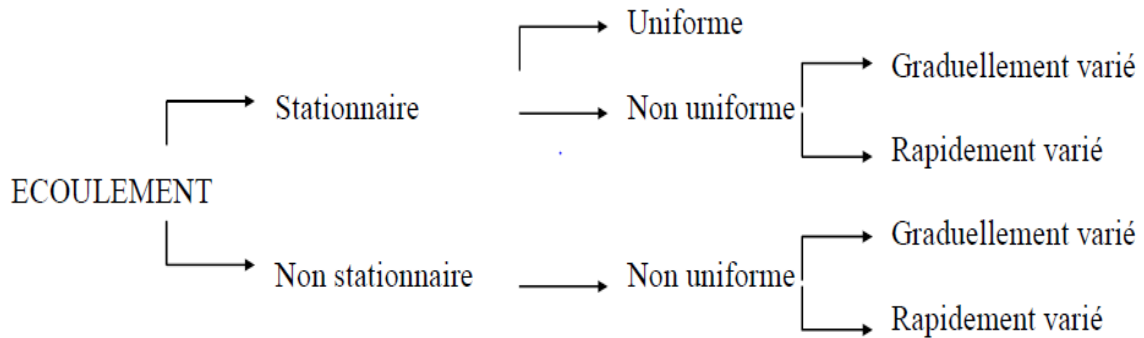 Uniforme
Graduellement varié
Stationnaire
Non uniforme
Rapidement varié
ECOULEMENT
Graduellement varié
Non stationnaire
Non uniforme
Rapidement varié